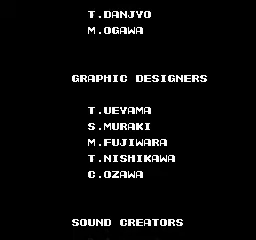 T.DANJYO
M.OGAWA
GRAPHIC DESIGNERS
T.UEYAMA
S.MURAKI
M.FUJIWARA
T.NISHIKAWA
C.OZAWA
SOUND CREATORS